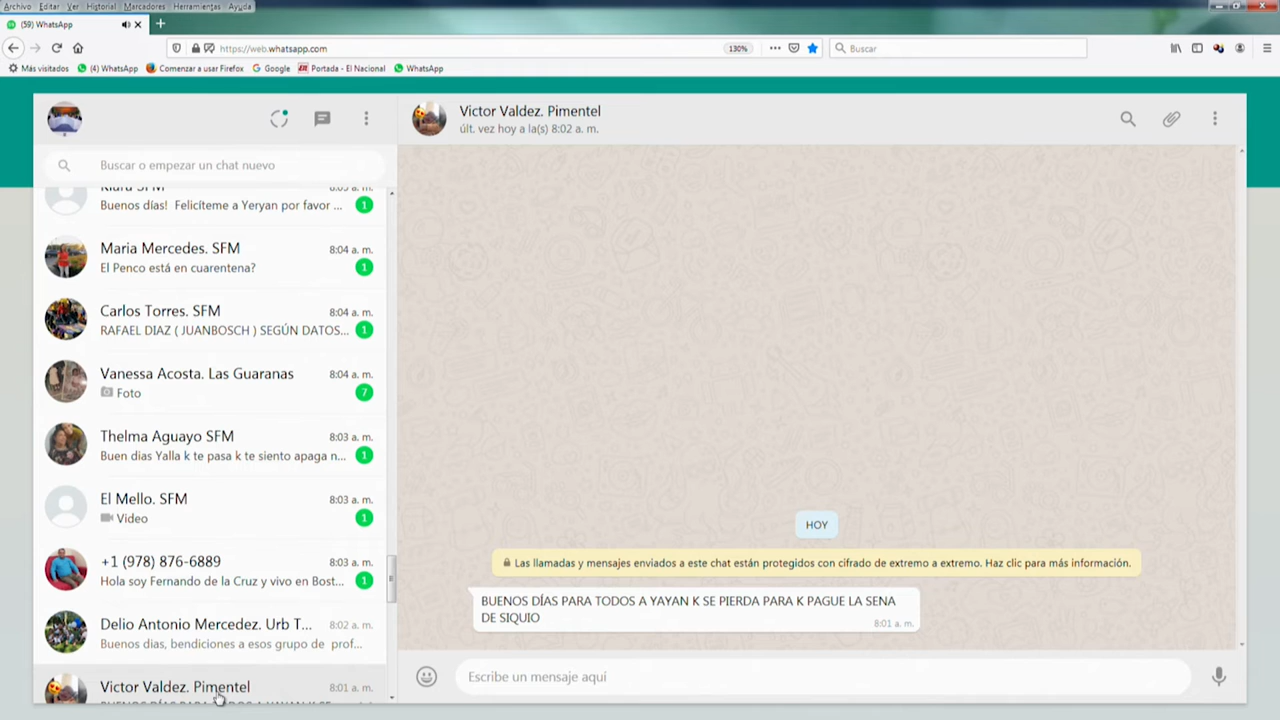 Archivo Editar Ver Historial Marcadores Herramientas Ayuda
(59) WhatsApp
https://web.whatsapp.com
130%
Buscar
Más visitados
(4) WhatsApp
Comenzar a usar Firefox
Google
Portada - El Nacional
WhatsApp
Victor Valdez. Pimentel
últ. vez hoy a la(s) 8:02 a. m.
Buscar o empezar un chat nuevo
Buenos días! Felicíteme a Yeryan por favor ...
1
Maria Mercedes. SFM
8:04 a. m.
El Penco está en cuarentena?
1
Carlos Torres. SFM
8:04 a. m.
RAFAEL DIAZ ( JUANBOSCH ) SEGÚN DATOS...
1
Vanessa Acosta. Las Guaranas
8:04 a. m.
Foto
7
Thelma Aguayo SFM
8:03 a. m.
Buen dias Yalla k te pasa k te siento apaga n...
1
El Mello. SFM
8:03 a. m.
Video
1
+1 (978) 876-6889
8:03 a. m.
Hola soy Fernando de la Cruz y vivo en Bost...
1
Delio Antonio Mercedez. Urb T...
8:02 a. m.
Buenos dias, bendiciones a esos grupo de prof...
Victor Valdez. Pimentel
8:01 a. m.
HOY
Las llamadas y mensajes enviados a este chat están protegidos con cifrado de extremo a extremo. Haz clic para más información.
BUENOS DÍAS PARA TODOS A YAYAN K SE PIERDA PARA K PAGUE LA SENA
DE SIQUIO
8:01 a. m.
Escribe un mensaje aquí